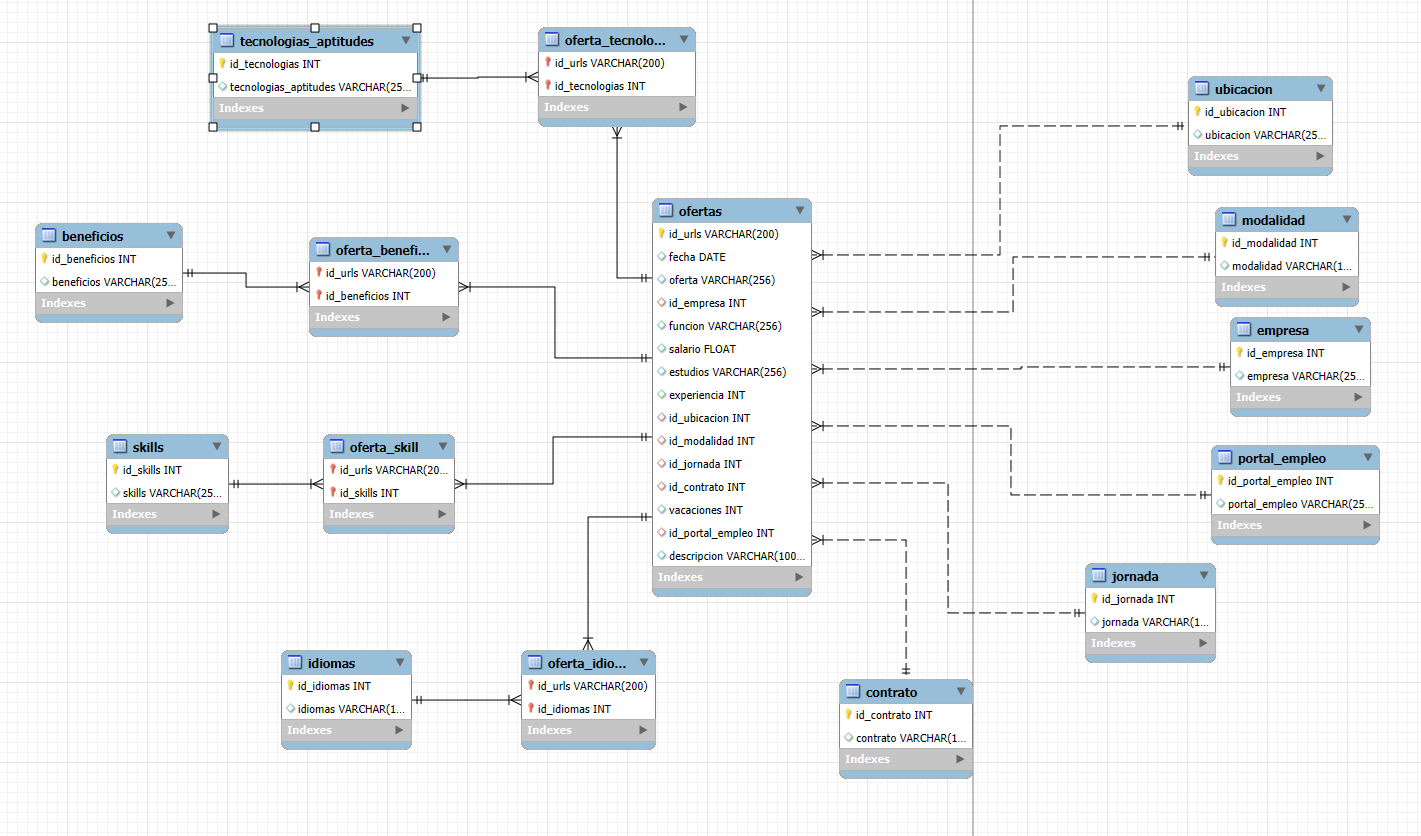 tecnologias_aptitudes
id_tecnologias INT
tecnologias_aptitudes VARCHAR(25...
Indexes
oferta_tecnolo...
id_urls VARCHAR(200)
id_tecnologias INT
Indexes
ubicacion
id_ubicacion INT
ubicacion VARCHAR(25...
Indexes
beneficios
id_beneficios INT
beneficios VARCHAR(25...
Indexes
oferta_benefi...
id_urls VARCHAR(200)
id_beneficios INT
Indexes
ofertas
id_urls VARCHAR(200)
fecha DATE
oferta VARCHAR(256)
id_empresa INT
funcion VARCHAR(256)
salario FLOAT
estudios VARCHAR(256)
experiencia INT
id_ubicacion INT
id_modalidad INT
id_jornada INT
id_contrato INT
vacaciones INT
id_portal_empleo INT
descripcion VARCHAR(100...
Indexes
modalidad
id_modalidad INT
modalidad VARCHAR(1...
Indexes
empresa
id_empresa INT
empresa VARCHAR(25...
Indexes
skills
id_skills INT
skills VARCHAR(25...
Indexes
oferta_skill
id_urls VARCHAR(20...
id_skills INT
Indexes
portal_empleo
id_portal_empleo INT
portal_empleo VARCHAR(25...
Indexes
jornada
id_jornada INT
jornada VARCHAR(1...
Indexes
idiomas
id_idiomas INT
idiomas VARCHAR(1...
Indexes
oferta_idio...
id_urls VARCHAR(200)
id_idiomas INT
Indexes
contrato
id_contrato INT
contrato VARCHAR(1...
Indexes